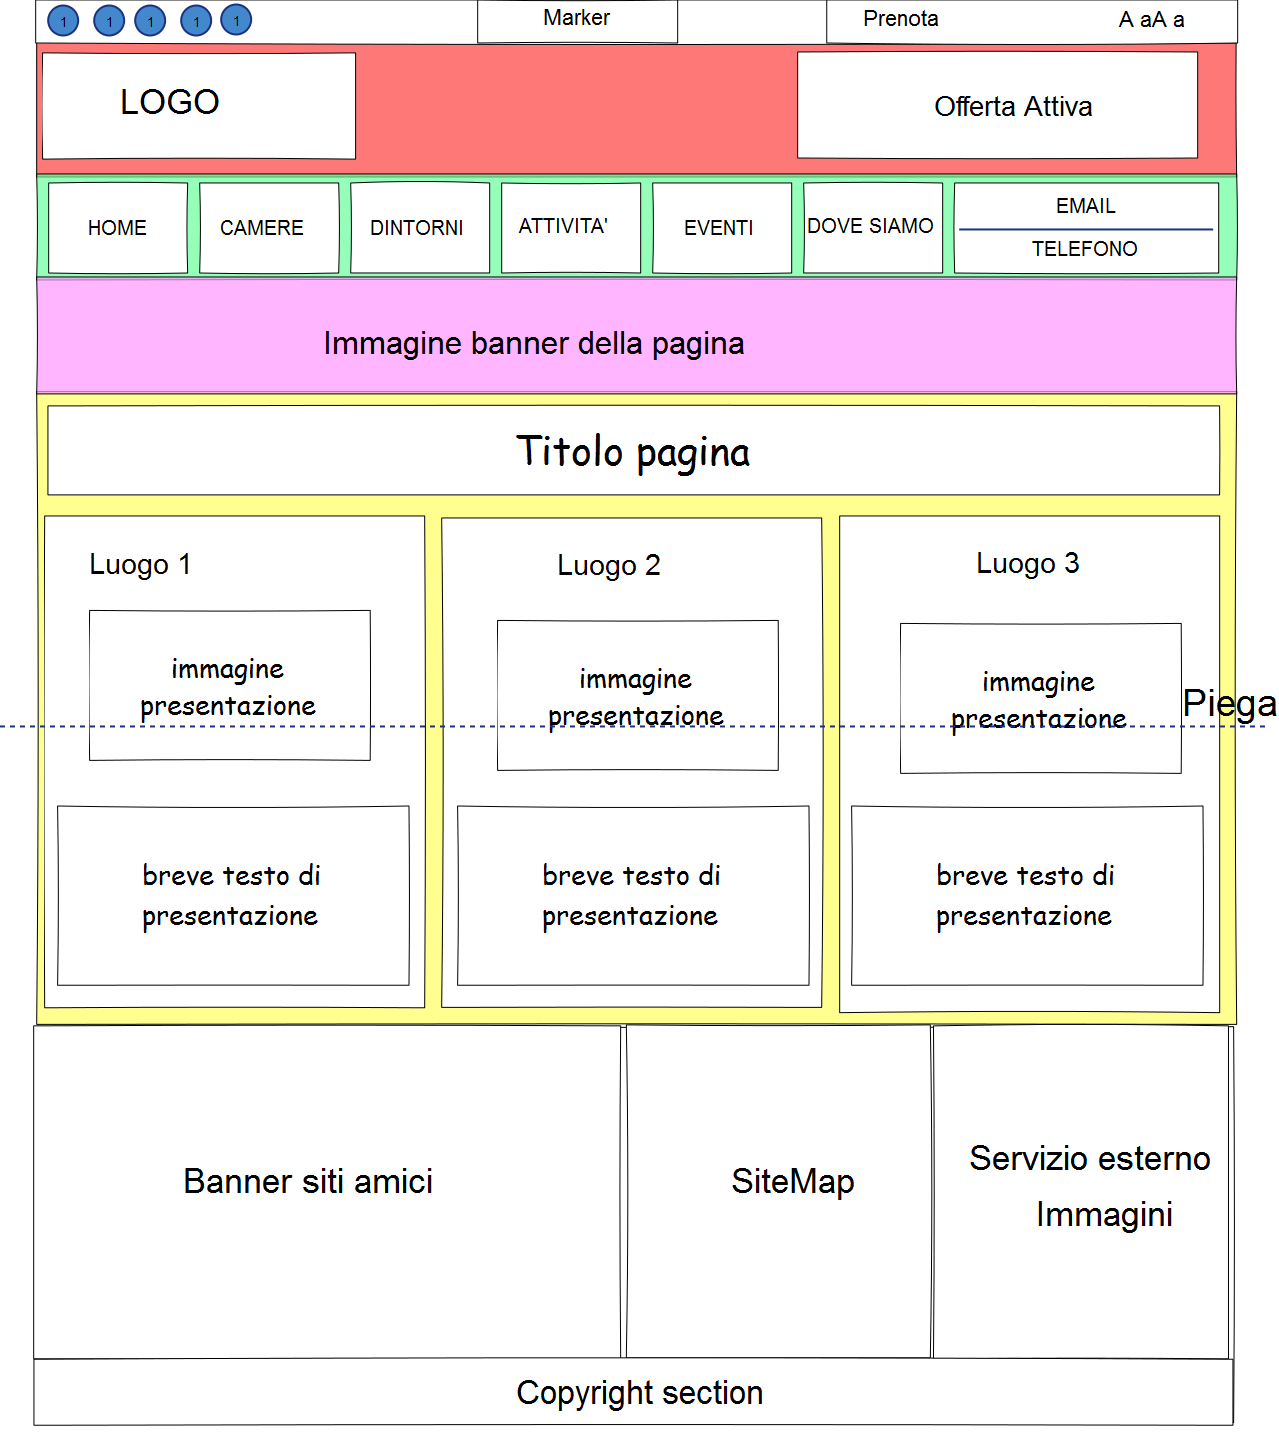 1 1 1 1 1 Marker Prenota A aA a
LOGO Offerta Attiva
HOME CAMERE DINTORNI ATTIVITA' EVENTI DOVE SIAMO EMAIL
TELEFONO
Immagine banner della pagina
Titolo pagina
Luogo 1
immagine
presentazione
breve testo di
presentazione
Luogo 2
immagine
presentazione
breve testo di
presentazione
Luogo 3
immagine
presentazione
breve testo di
presentazione
Piega
Banner siti amici
SiteMap
Servizio esterno
Immagini
Copyright section